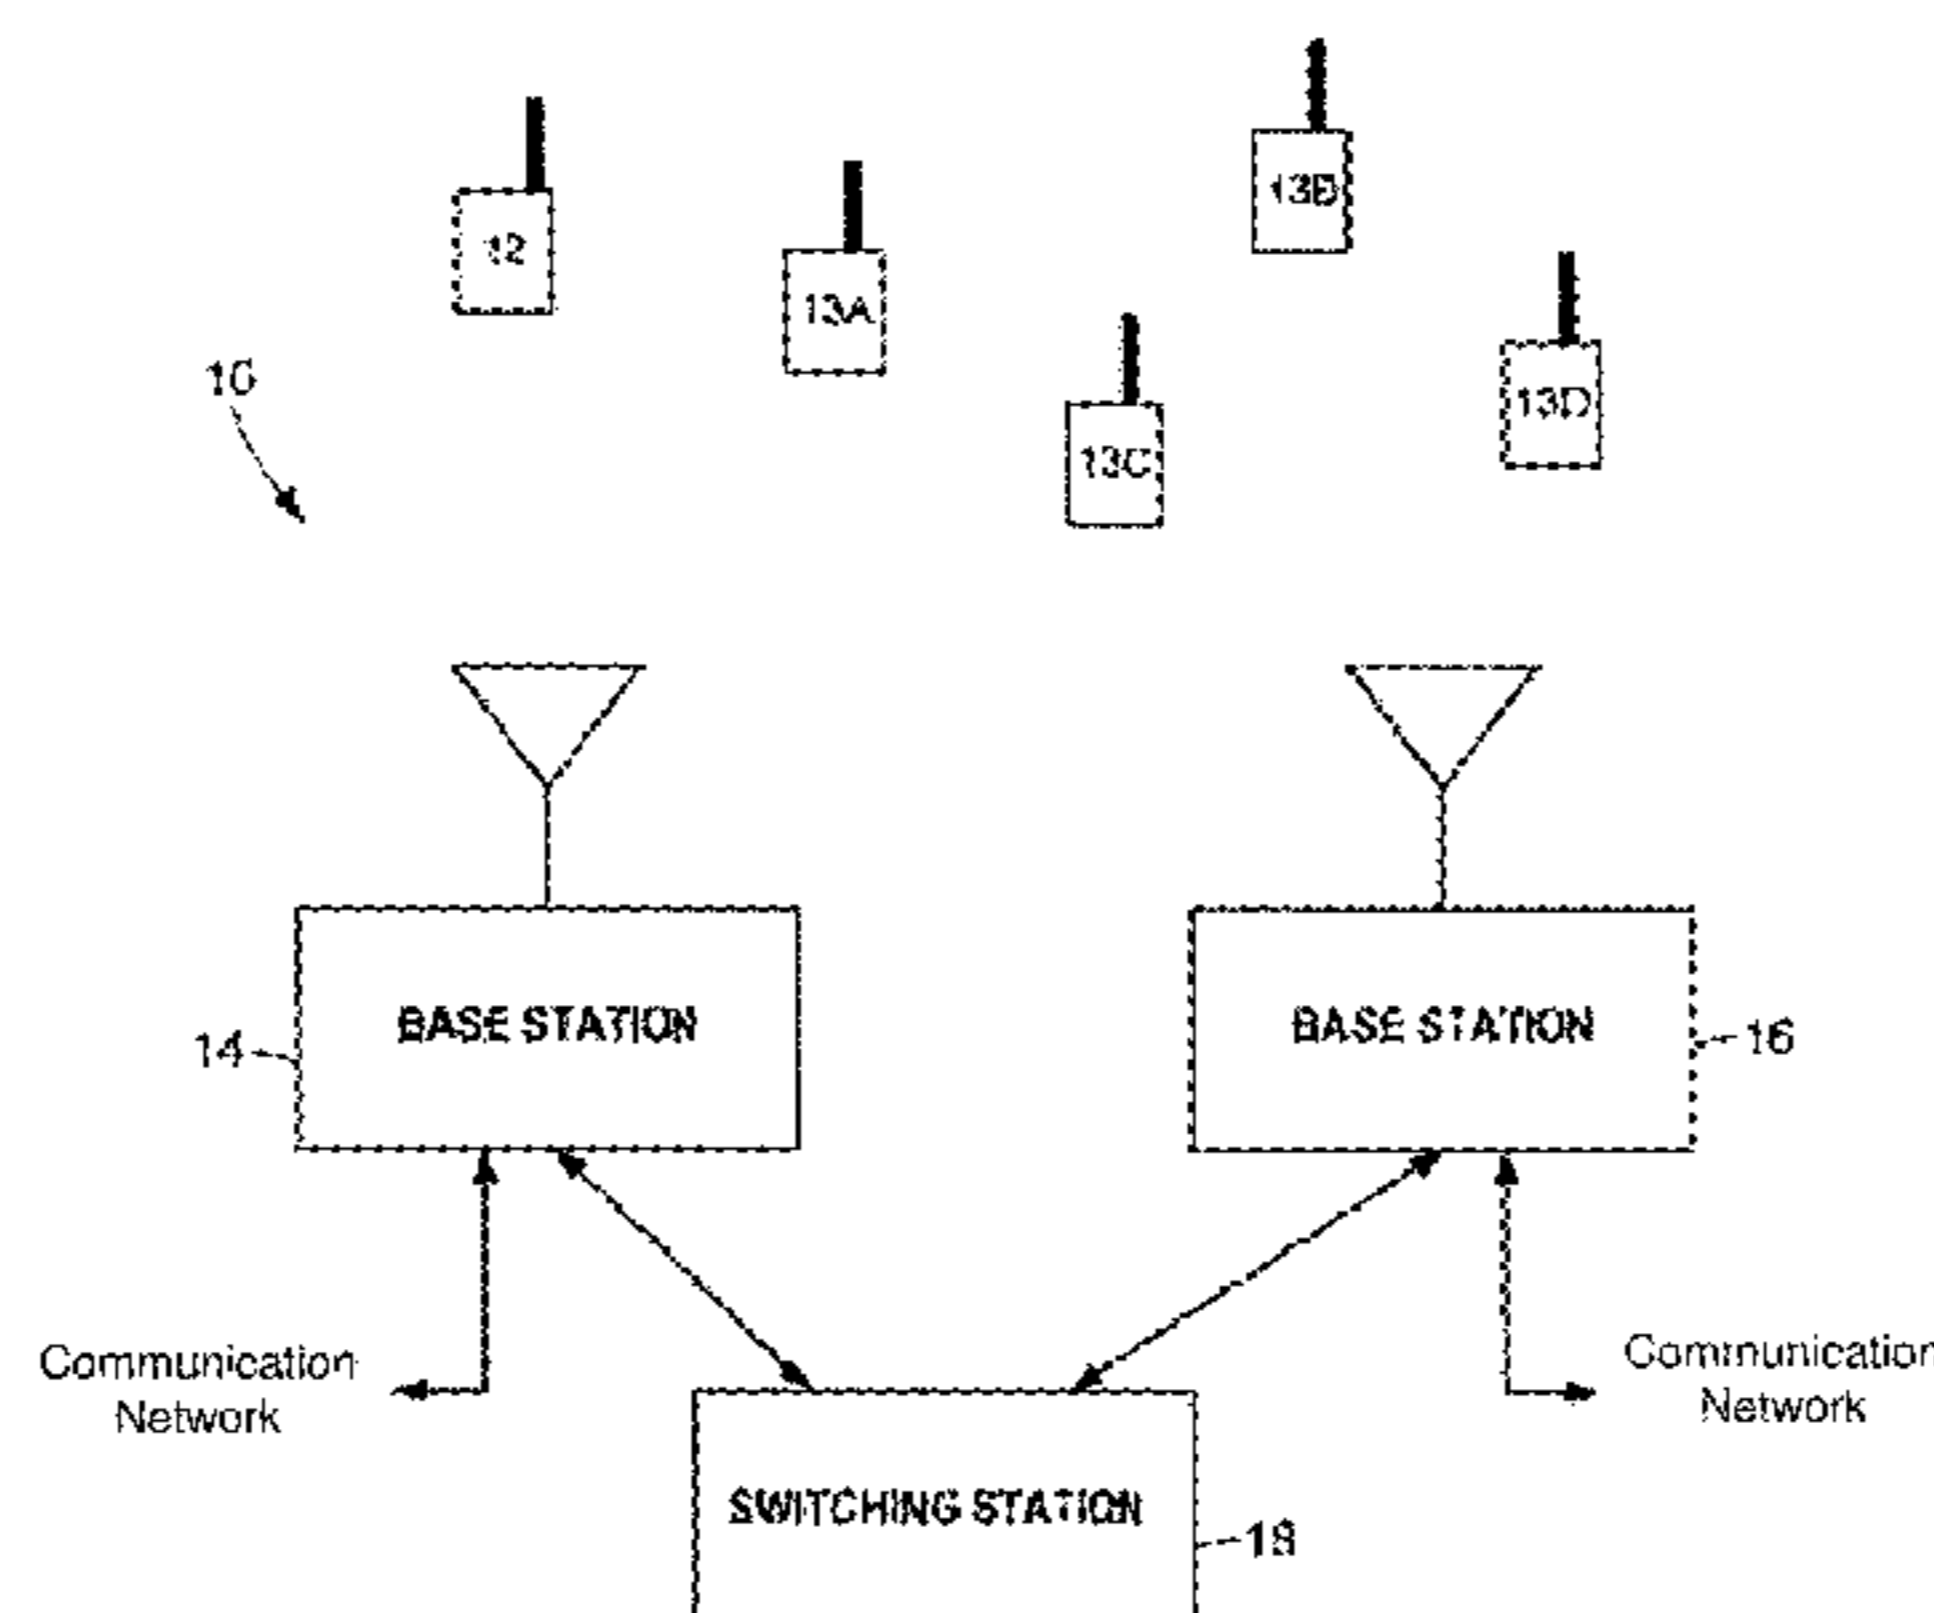 13B
12
13A
10
13D
13C
BASE STATION
BASE STATION
14
16
Communication
Network
Communication
Network
SWITCHING STATION
18